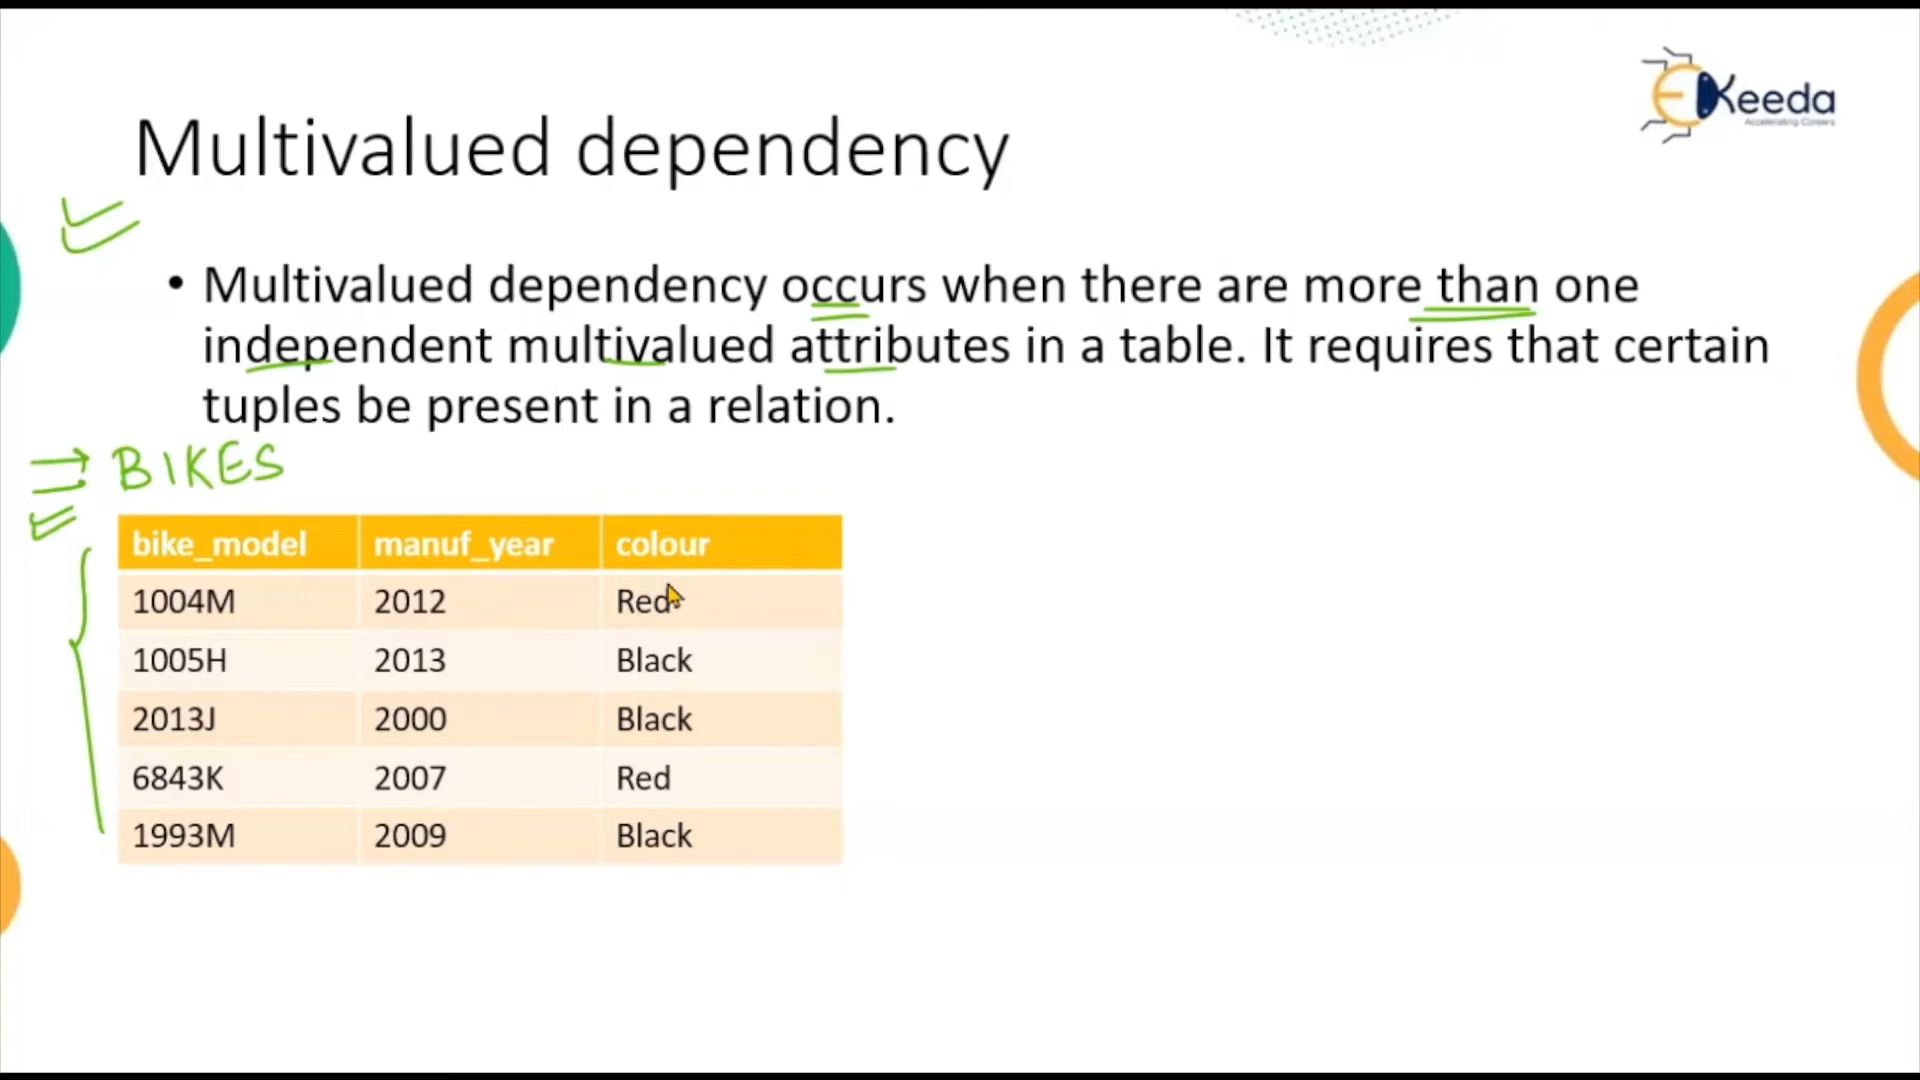 Keeda
Accelerating Careers
Multivalued dependency
• Multivalued dependency occurs when there are more than one
independent multivalued attributes in a table. It requires that certain
tuples be present in a relation.
BIKES
bike_model manuf_year colour
1004M 2012 Red
1005H 2013 Black
2013J 2000 Black
6843K 2007 Red
1993M 2009 Black